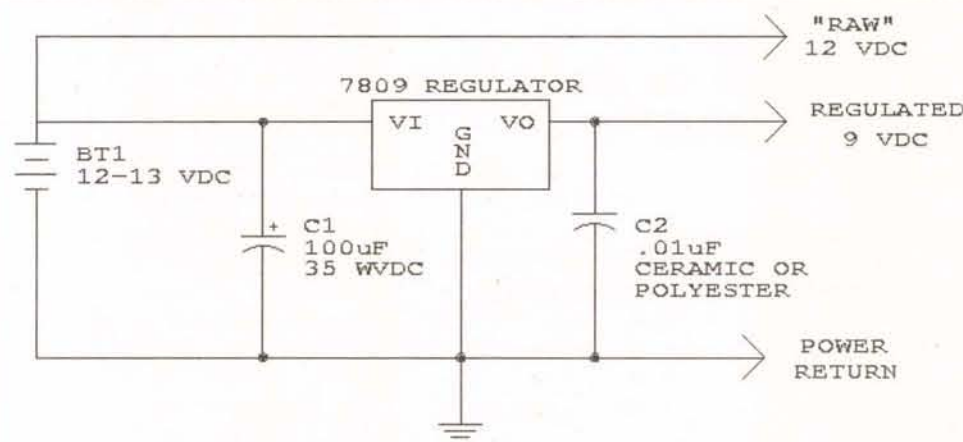 "RAW"
12 VDC
7809 REGULATOR
VI
VO
GND
REGULATED
9 VDC
BT1
12-13 VDC
+
C1
100uF
35 WVDC
C2
.01uF
CERAMIC OR
POLYESTER
POWER
RETURN